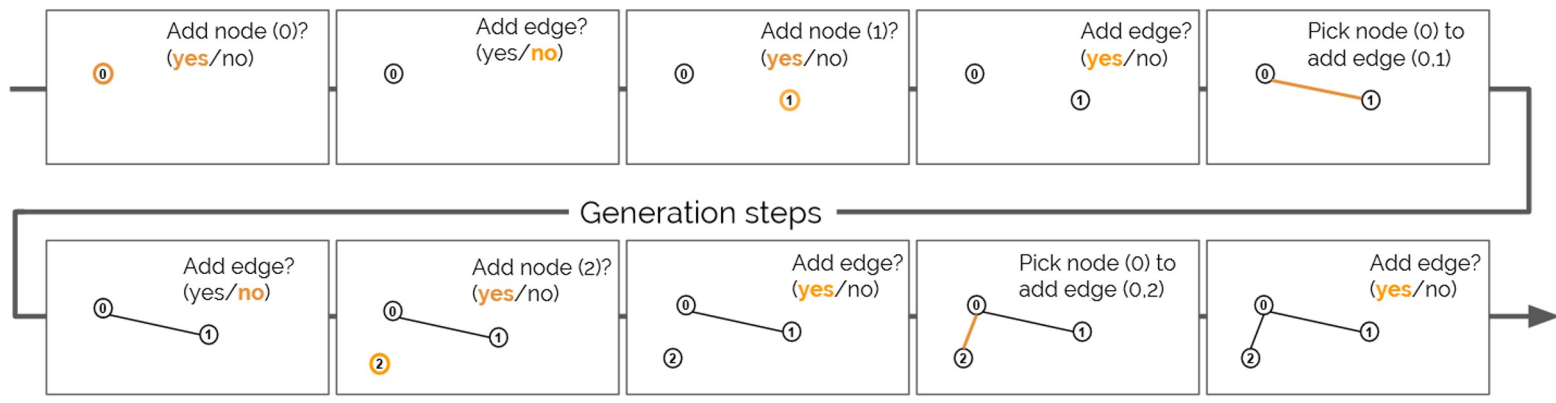 Add node (0)?
(yes/no)
0
Add edge?
(yes/no)
0
Add node (1)?
(yes/no)
0
1
Add edge?
(yes/no)
0
1
Pick node (0) to
add edge (0,1)
0
1
Generation steps
Add edge?
(yes/no)
0
1
Add node (2)?
(yes/no)
0
1
2
Add edge?
(yes/no)
0
1
2
Pick node (0) to
add edge (0,2)
0
1
2
Add edge?
(yes/no)
0
1
2